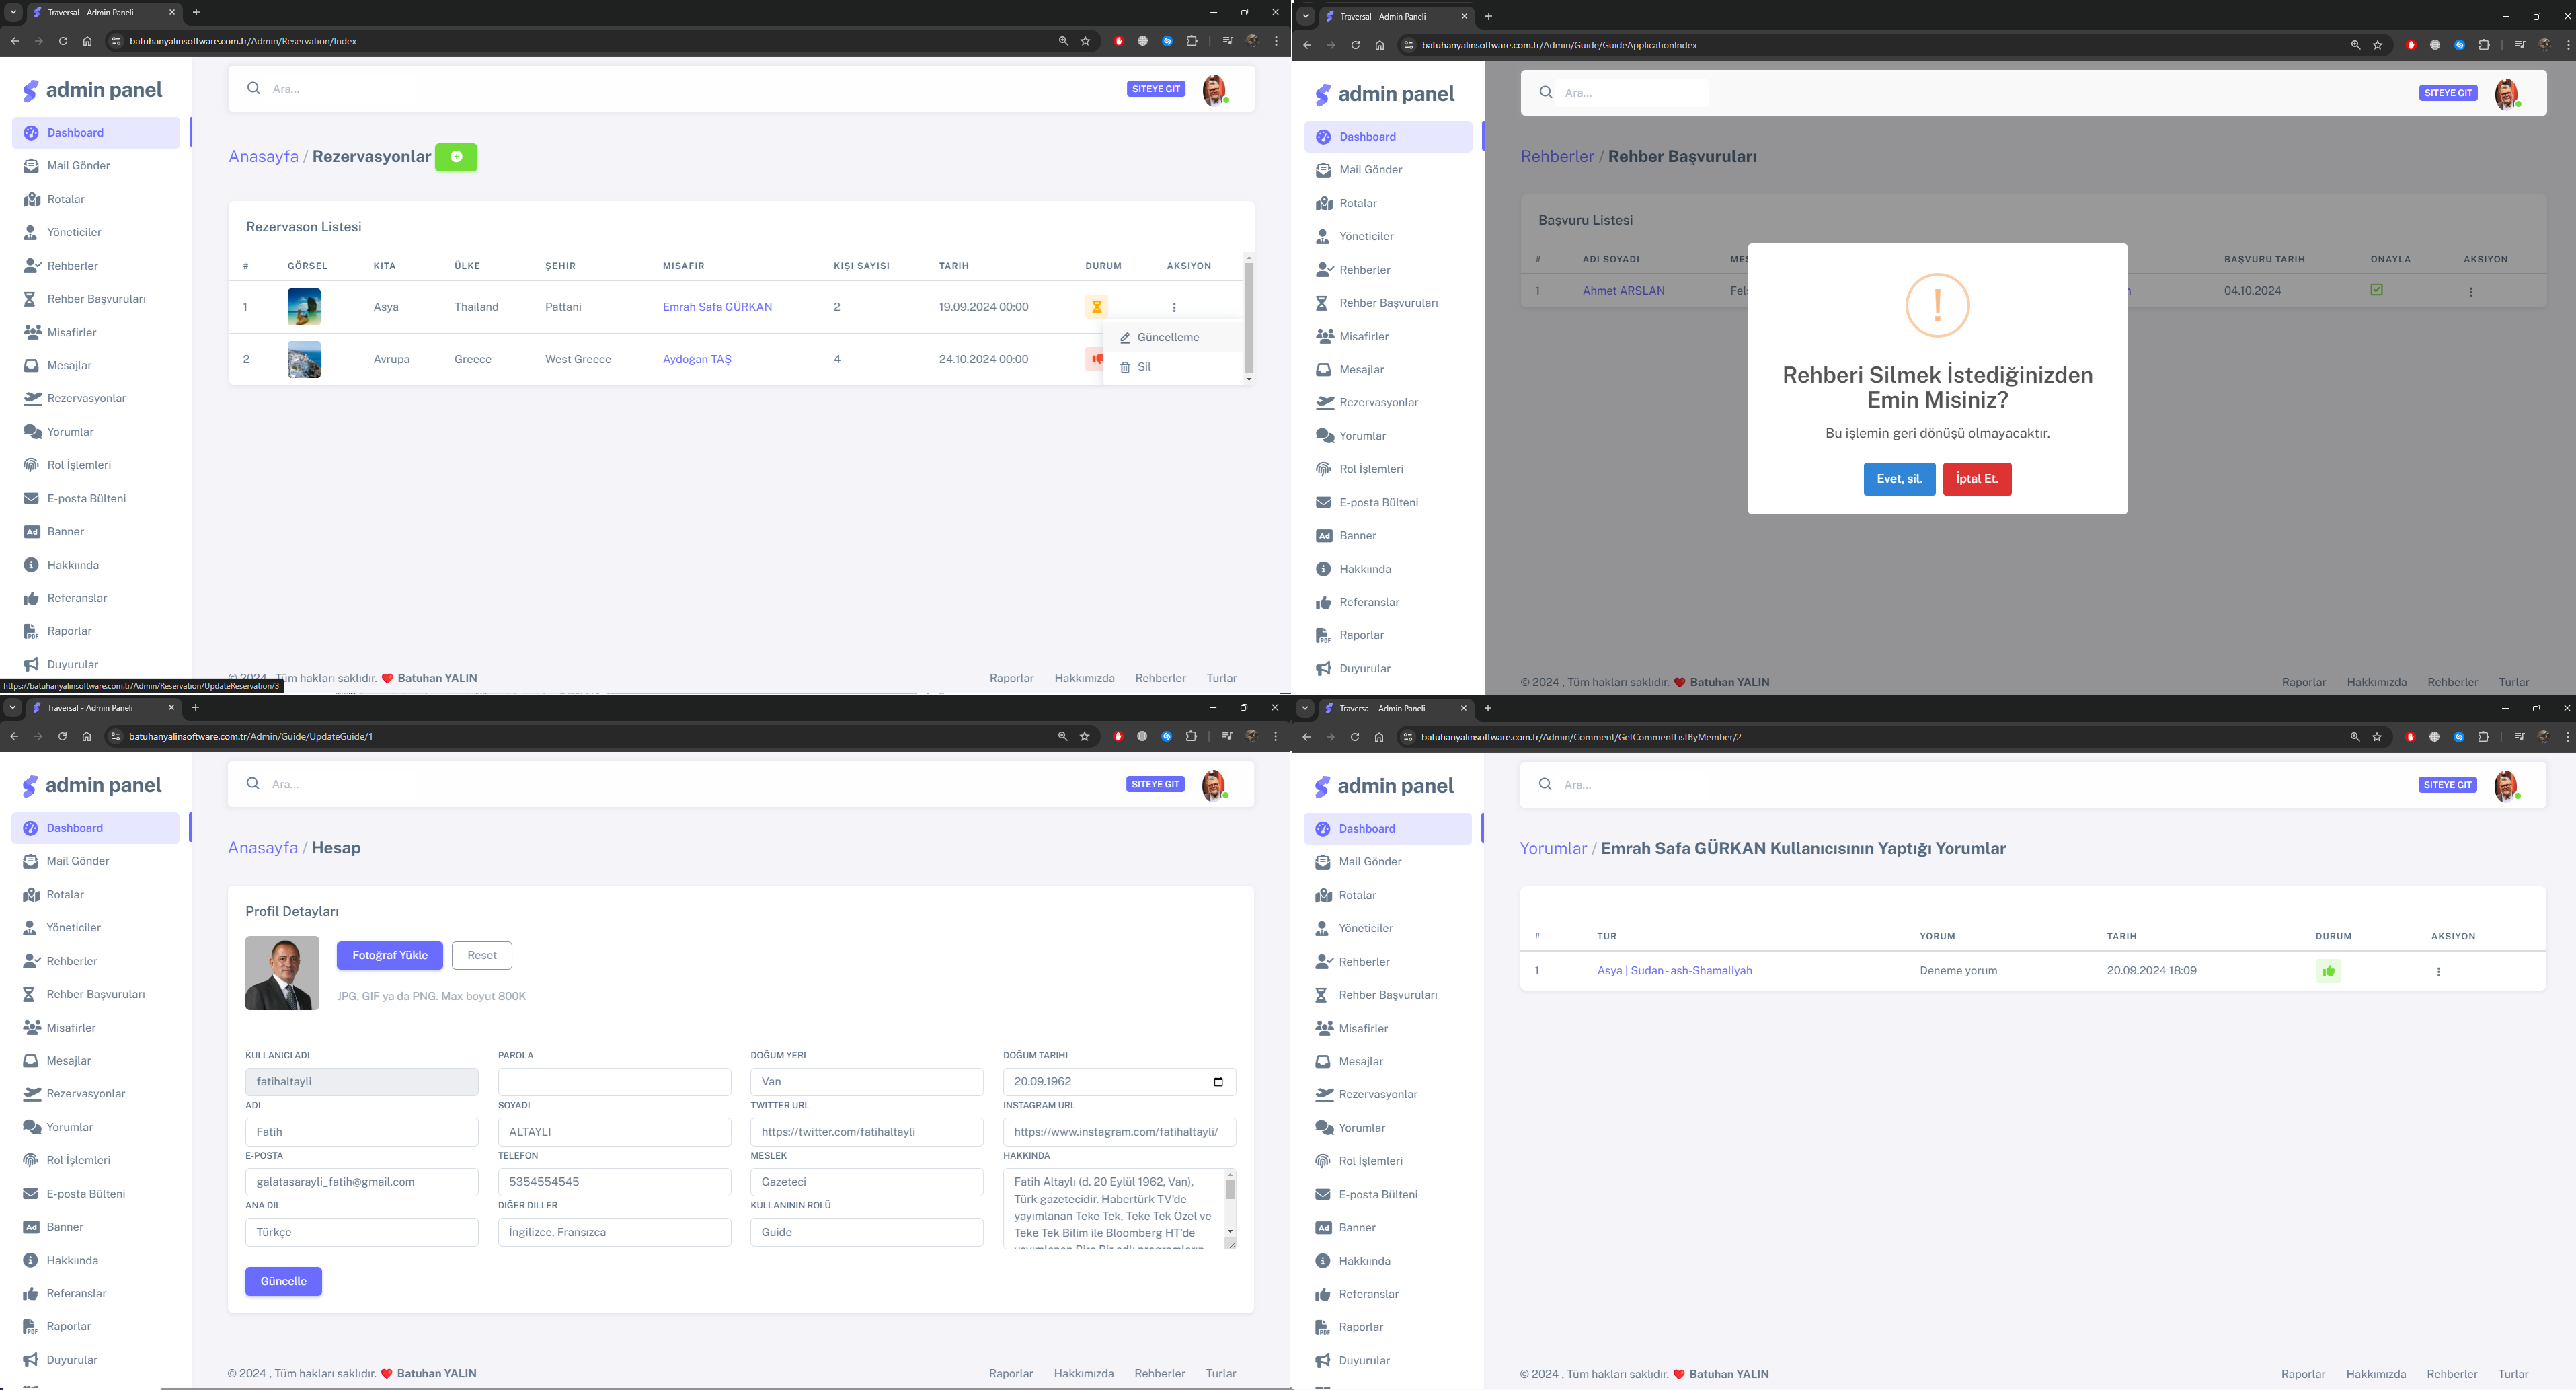 Traversal - Admin Paneli
batuhanyalinsoftware.com.tr/Admin/Reservation/Index
admin panel
Ara...
SITEYE GIT
Dashboard
Mail Gönder
Rotalar
Yöneticiler
Rehberler
Rehber Başvuruları
Misafirler
Mesajlar
Rezervasyonlar
Yorumlar
Rol İşlemleri
E-posta Bülteni
Ad Banner
Hakkıında
Referanslar
PDF Raporlar
Duyurular
Anasayfa / Rezervasyonlar
Rezervason Listesi
# GÖRSEL KITA ÜLKE ŞEHIR MISAFIR KIŞI SAYISI TARIH DURUM AKSIYON
1 Asya Thailand Pattani Emrah Safa GÜRKAN 2 19.09.2024 00:00
Güncelleme
2 Avrupa Greece West Greece Aydoğan TAŞ 4 24.10.2024 00:00
Sil
© 2024 , Tüm hakları saklıdır. Batuhan YALIN
Raporlar Hakkımızda Rehberler Turlar
https://batuhanyalinsoftware.com.tr/Admin/Reservation/UpdateReservation/3
Traversal - Admin Paneli
batuhanyalinsoftware.com.tr/Admin/Guide/GuideApplicationIndex
admin panel
Ara...
SITEYE GIT
Dashboard
Mail Gönder
Rotalar
Yöneticiler
Rehberler
Rehber Başvuruları
Misafirler
Mesajlar
Rezervasyonlar
Yorumlar
Rol İşlemleri
E-posta Bülteni
Ad Banner
Hakkıında
Referanslar
PDF Raporlar
Duyurular
Rehberler / Rehber Başvuruları
Başvuru Listesi
# ADI SOYADI MES BAŞVURU TARIH ONAYLA AKSIYON
1 Ahmet ARSLAN Fels 04.10.2024
!
Rehberi Silmek İstediğinizden
Emin Misiniz?
Bu işlemin geri dönüşü olmayacaktır.
Evet, sil. İptal Et.
© 2024 , Tüm hakları saklıdır. Batuhan YALIN
Raporlar Hakkımızda Rehberler Turlar
Traversal - Admin Paneli
batuhanyalinsoftware.com.tr/Admin/Guide/UpdateGuide/1
admin panel
Ara...
SITEYE GIT
Dashboard
Mail Gönder
Rotalar
Yöneticiler
Rehberler
Rehber Başvuruları
Misafirler
Mesajlar
Rezervasyonlar
Yorumlar
Rol İşlemleri
E-posta Bülteni
Ad Banner
Hakkıında
Referanslar
PDF Raporlar
Duyurular
Anasayfa / Hesap
Profil Detayları
Fotoğraf Yükle Reset
JPG, GIF ya da PNG. Max boyut 800K
KULLANICI ADI PAROLA DOĞUM YERI DOĞUM TARIHI
fatihaltayli Van 20.09.1962
ADI SOYADI TWITTER URL INSTAGRAM URL
Fatih ALTAYLI https://twitter.com/fatihaltayli https://www.instagram.com/fatihaltayli/
E-POSTA TELEFON MESLEK HAKKINDA
galatasarayli_fatih@gmail.com 5354554545 Gazeteci Fatih Altaylı (d. 20 Eylül 1962, Van),
Türk gazetecidir. Habertürk TV'de
ANA DIL DIĞER DILLER KULLANININ ROLÜ
yayımlanan Teke Tek, Teke Tek Özel ve
Türkçe İngilizce, Fransızca Guide Teke Tek Bilim ile Bloomberg HT'de
Güncelle
© 2024 , Tüm hakları saklıdır. Batuhan YALIN
Raporlar Hakkımızda Rehberler Turlar
Traversal - Admin Paneli
batuhanyalinsoftware.com.tr/Admin/Comment/GetCommentListByMember/2
admin panel
Ara...
SITEYE GIT
Dashboard
Mail Gönder
Rotalar
Yöneticiler
Rehberler
Rehber Başvuruları
Misafirler
Mesajlar
Rezervasyonlar
Yorumlar
Rol İşlemleri
E-posta Bülteni
Ad Banner
Hakkıında
Referanslar
PDF Raporlar
Duyurular
Yorumlar / Emrah Safa GÜRKAN Kullanıcısının Yaptığı Yorumlar
# TUR YORUM TARIH DURUM AKSIYON
1 Asya | Sudan - ash-Shamaliyah Deneme yorum 20.09.2024 18:09
© 2024 , Tüm hakları saklıdır. Batuhan YALIN
Raporlar Hakkımızda Rehberler Turlar